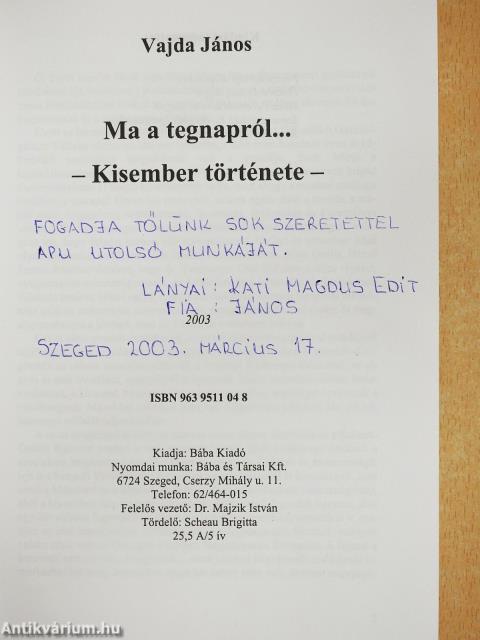 Vajda János
Ma a tegnapról...
– Kisember története –
FOGADJA TŐLÜNK SOK SZERETETTEL
APU UTOLSÓ MUNKÁJÁT.
LÁNYAI: KATI MAGDUS EDIT
FIA : JÁNOS
2003
SZEGED 2003. MÁRCIUS 17.
ISBN 963 9511 04 8
Kiadja: Bába Kiadó
Nyomdai munka: Bába és Társai Kft.
6724 Szeged, Cserzy Mihály u. 11.
Telefon: 62/464-015
Felelős vezető: Dr. Majzik István
Tördelő: Scheau Brigitta
25,5 A/5 ív
Antikvárium.hu